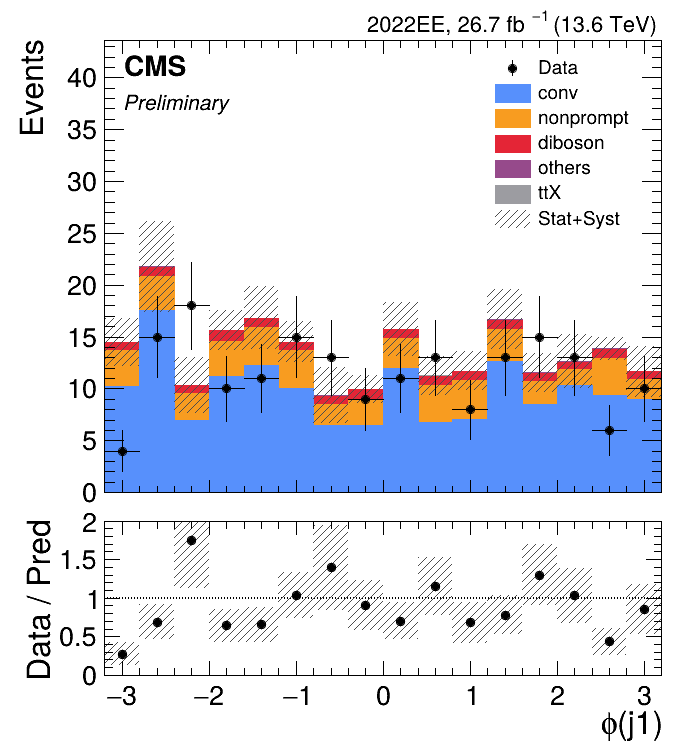 2022EE, 26.7 fb⁻¹ (13.6 TeV)
CMS
Preliminary
Events
40
35
30
25
20
15
10
5
0
Data
conv
nonprompt
diboson
others
ttX
Stat+Syst
Data / Pred
2
1.5
1
0.5
0
−3 −2 −1 0 1 2 3
ϕ(j1)